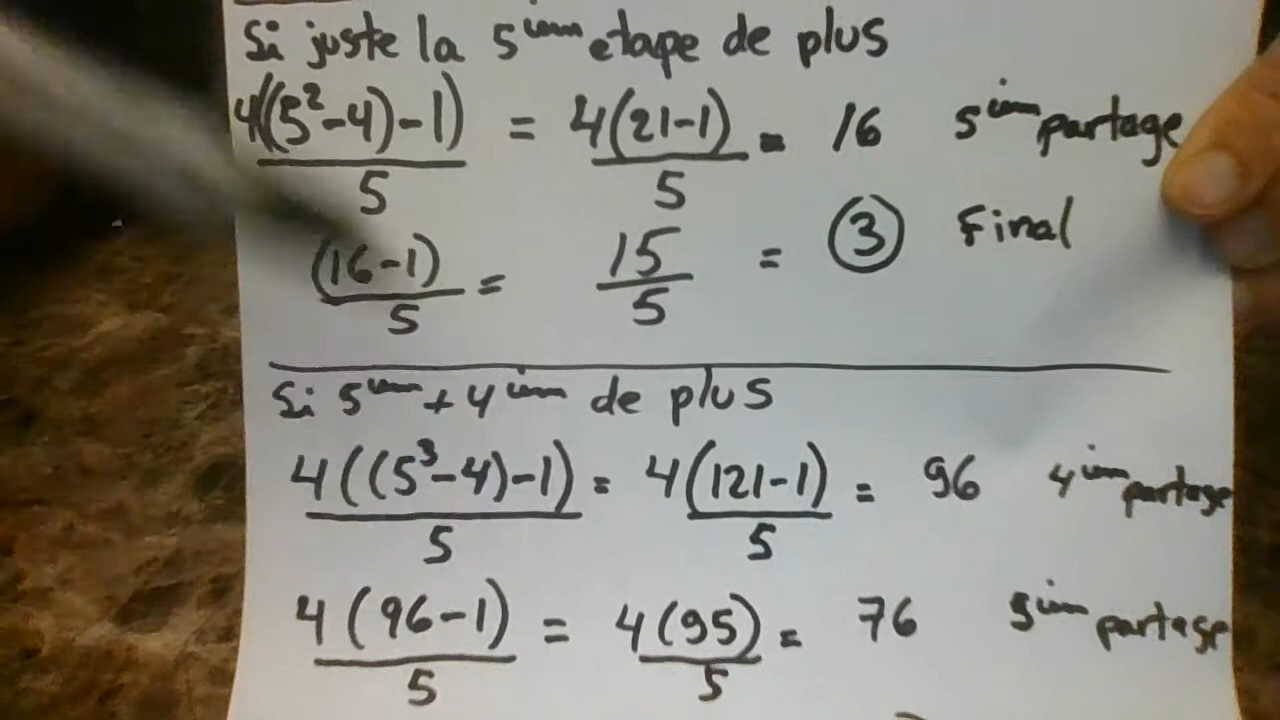 Si juste la 5ième etape de plus
4((5²-4)-1)/5 = 4(21-1)/5 = 16 5ième partage
(16-1)/5 = 15/5 = 3 Final
Si 5ième + 4ième de plus
4((5³-4)-1)/5 = 4(121-1)/5 = 96 4ième partage
4(96-1)/5 = 4(95)/5 = 76 5ième partage